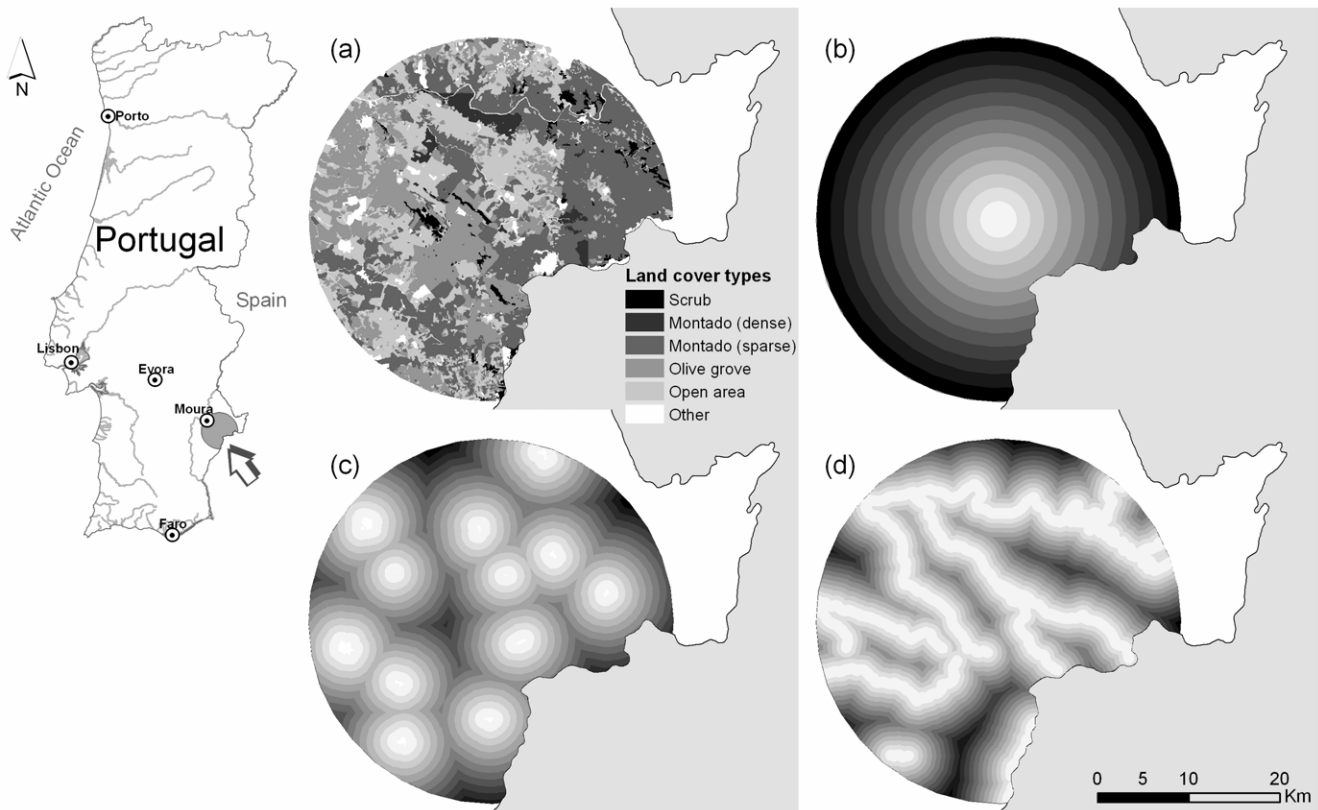 N
Porto
Atlantic Ocean
Portugal
Spain
Lisbon
Evora
Moura
Faro
(a)
Land cover types
Scrub
Montado (dense)
Montado (sparse)
Olive grove
Open area
Other
(b)
(c)
(d)
0 5 10 20
Km